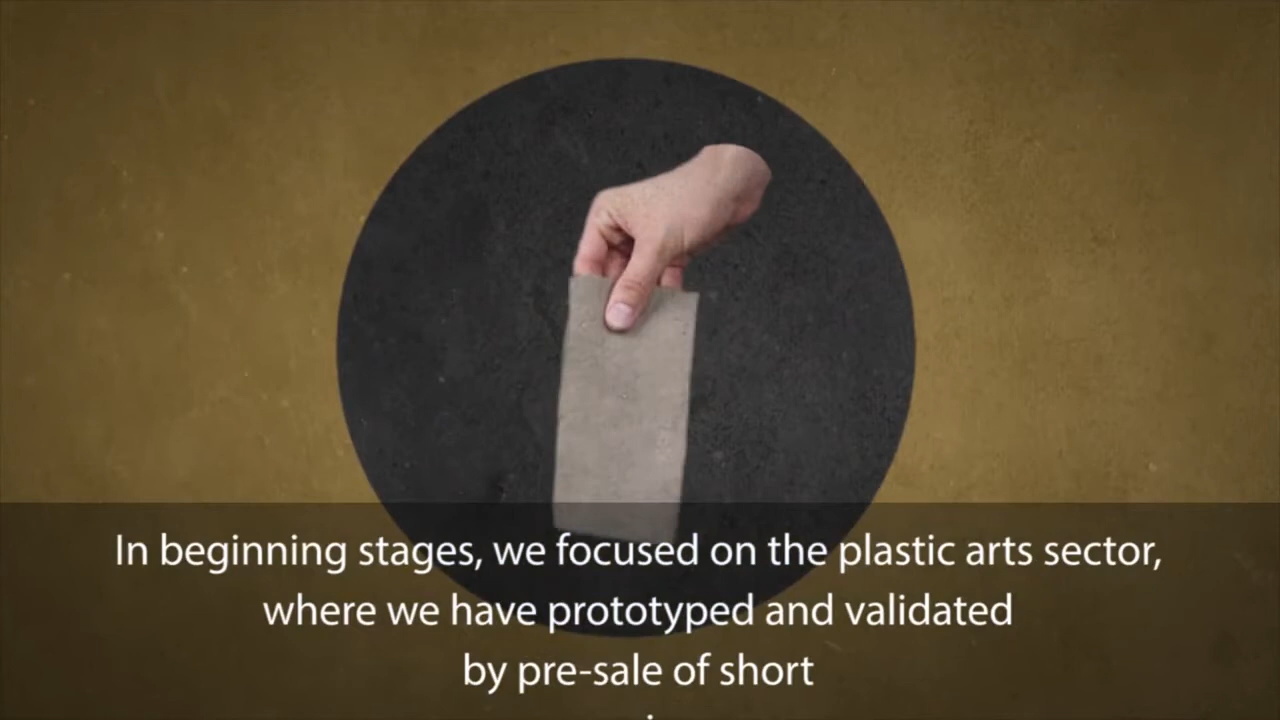 In beginning stages, we focused on the plastic arts sector,
where we have prototyped and validated
by pre-sale of short